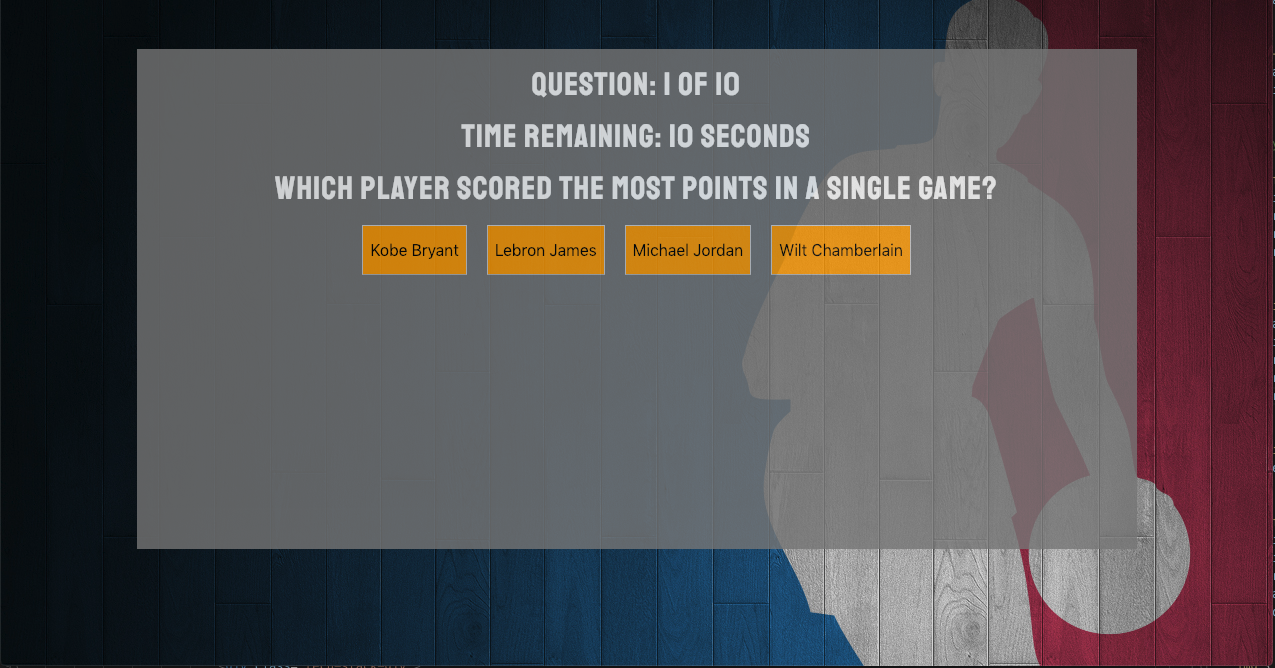 QUESTION: 1 OF 10
TIME REMAINING: 10 SECONDS
WHICH PLAYER SCORED THE MOST POINTS IN A SINGLE GAME?
Kobe Bryant Lebron James Michael Jordan Wilt Chamberlain